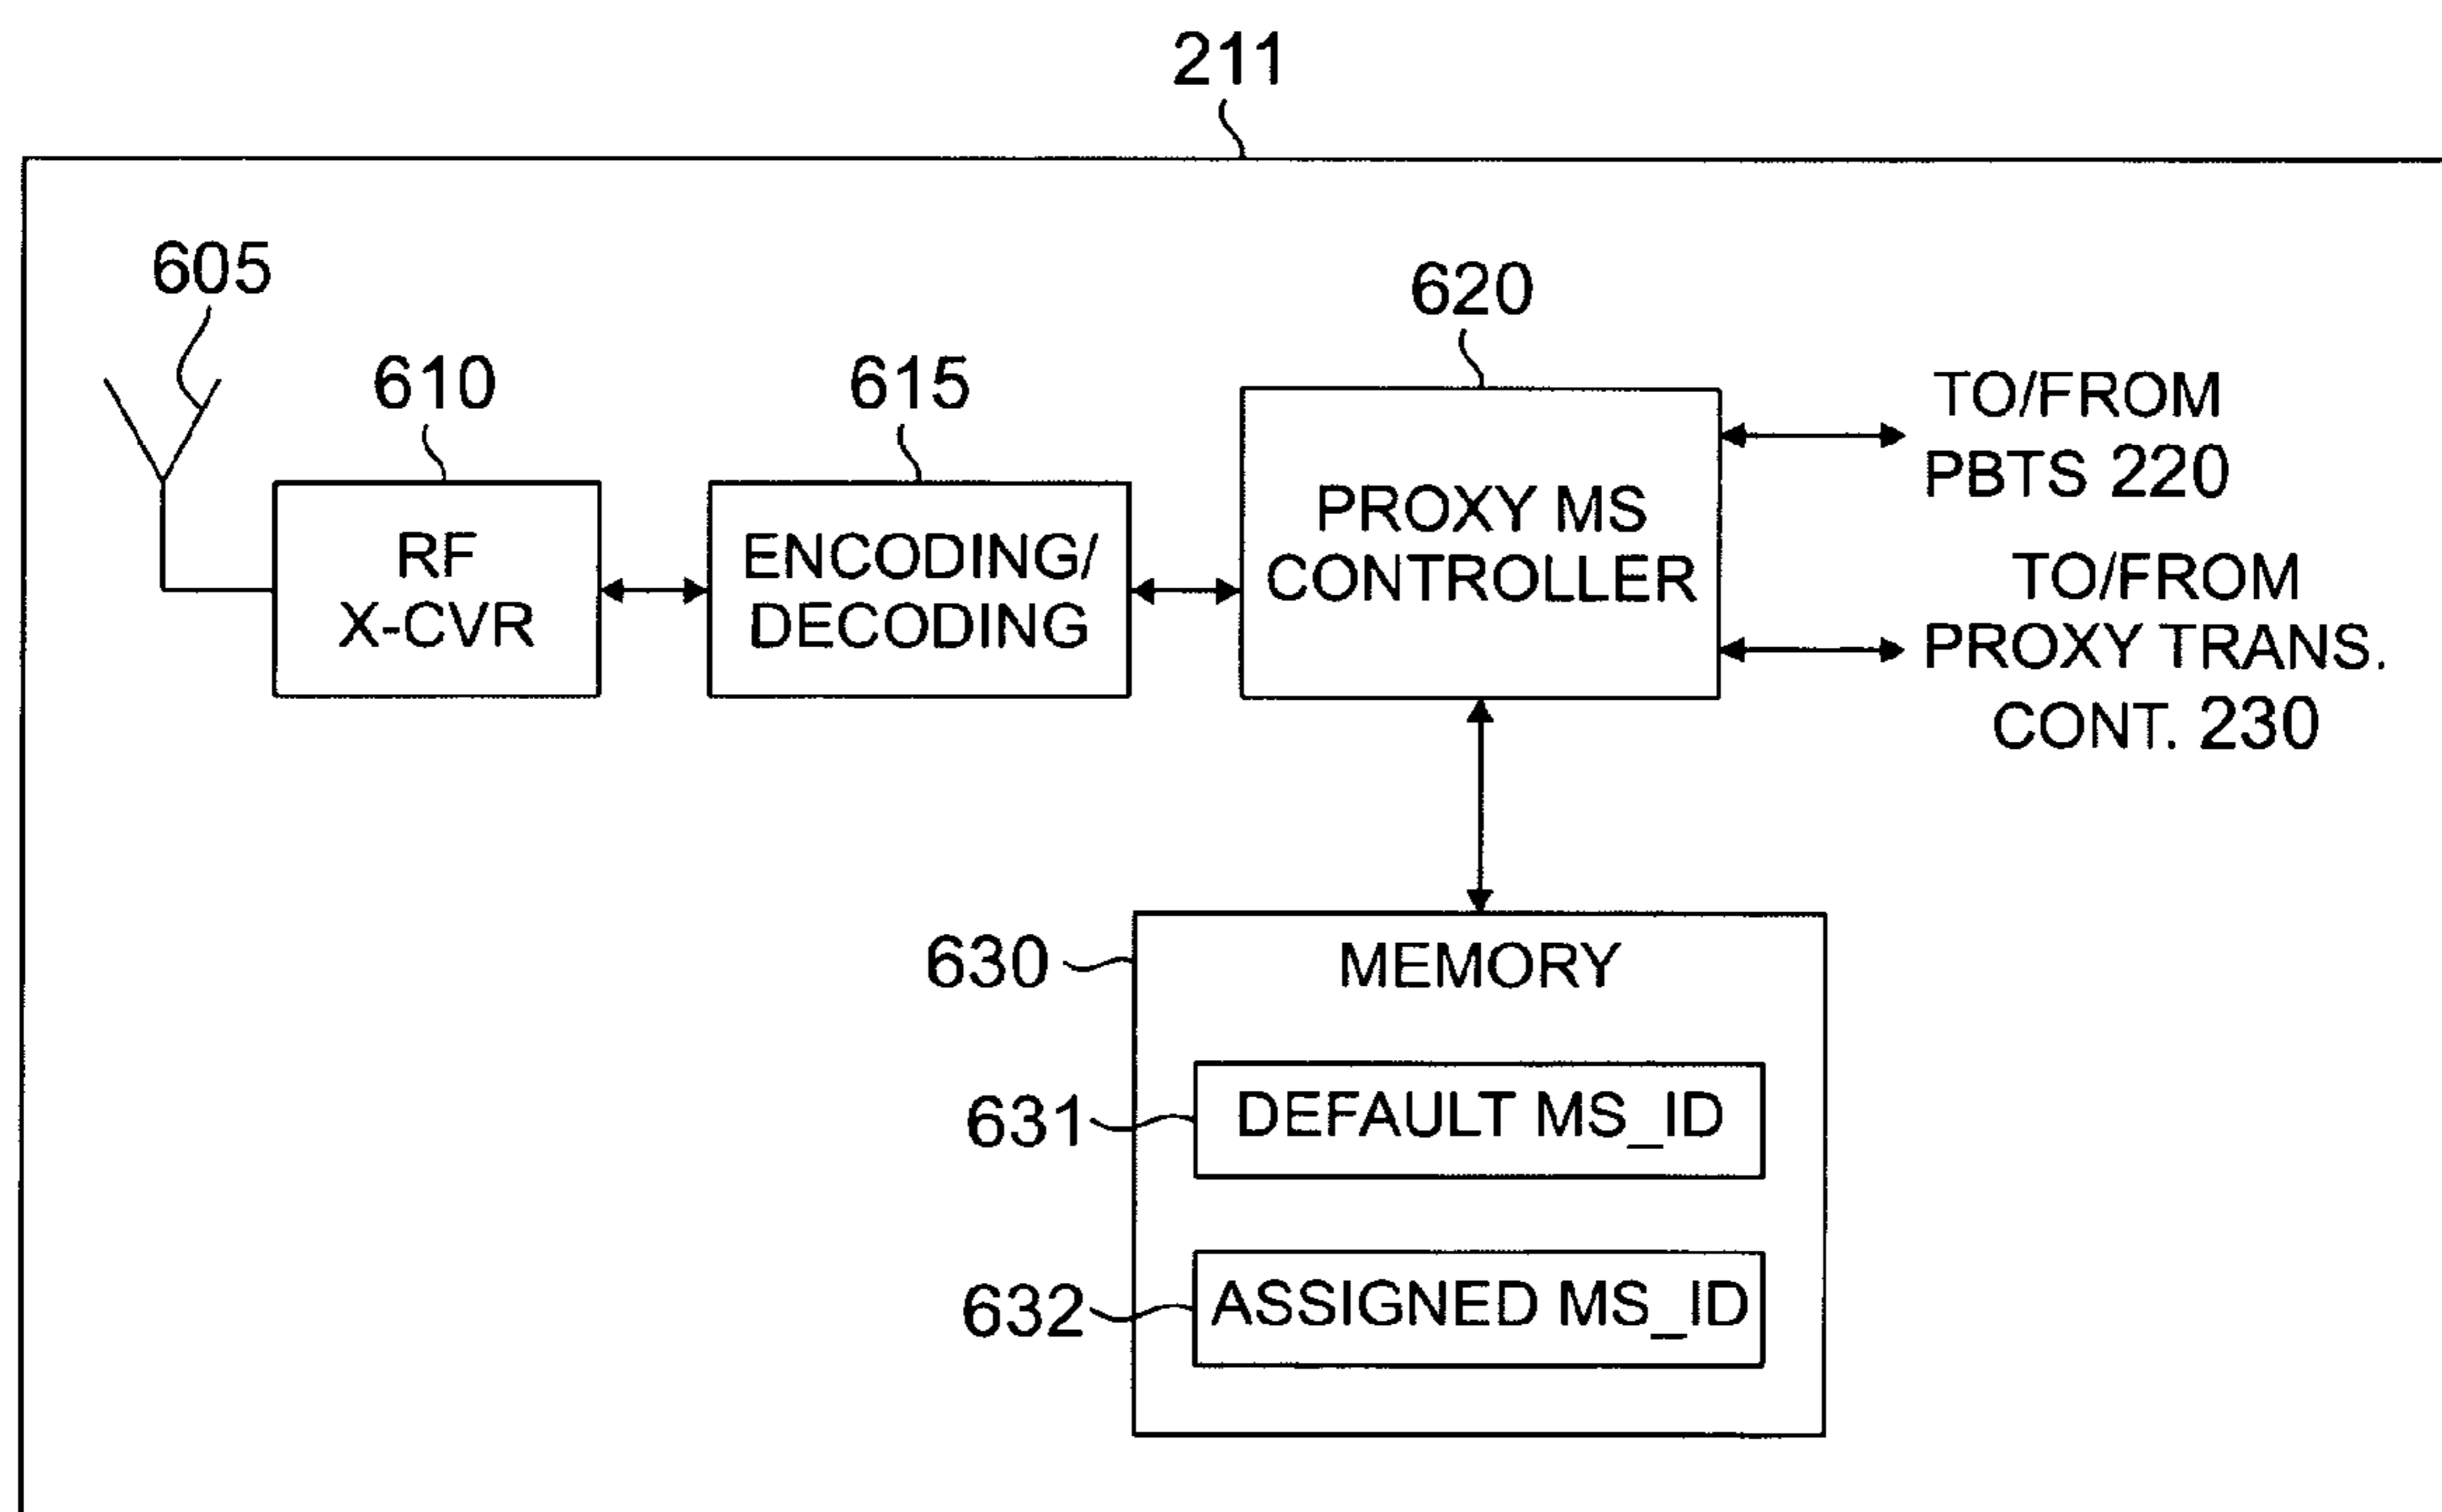 211
605
610
615
620
RF
X-CVR
ENCODING/
DECODING
PROXY MS
CONTROLLER
TO/FROM
PBTS 220
TO/FROM
PROXY TRANS.
CONT. 230
630
MEMORY
631
DEFAULT MS_ID
632
ASSIGNED MS_ID